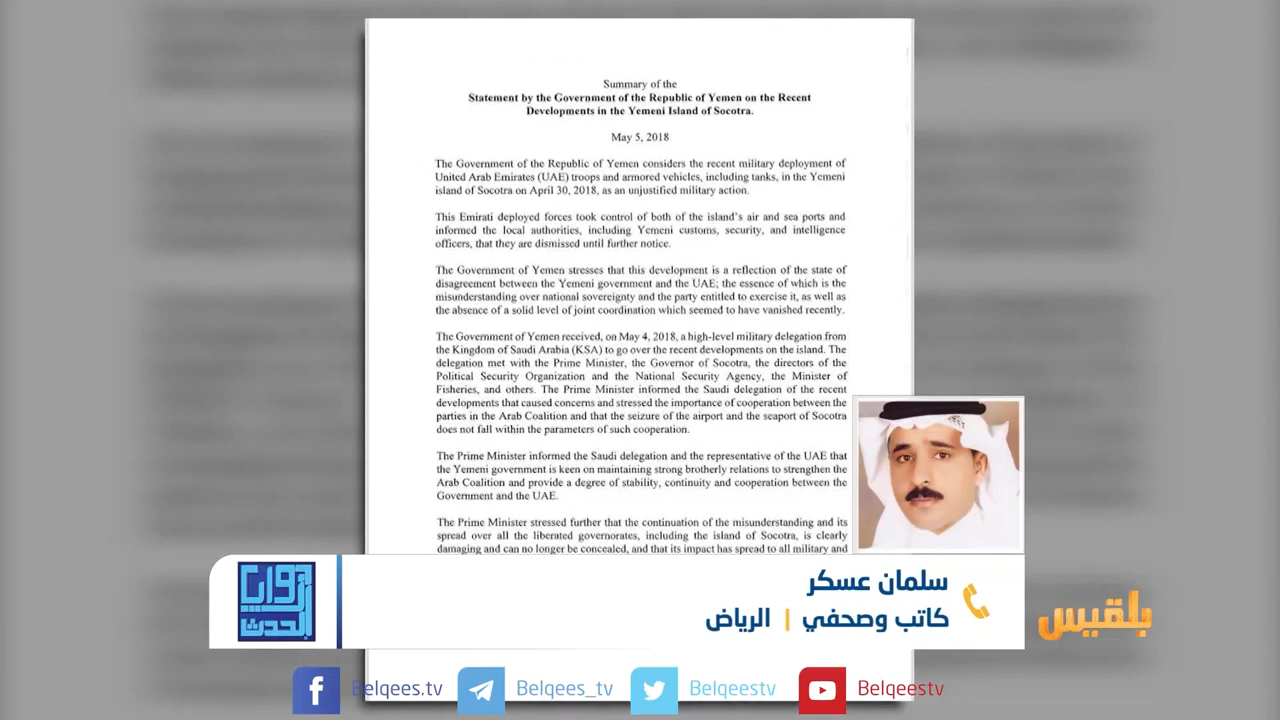 Summary of the
Statement by the Government of the Republic of Yemen on the Recent
Developments in the Yemeni Island of Socotra.
May 5, 2018
The Government of the Republic of Yemen considers the recent military deployment of
United Arab Emirates (UAE) troops and armored vehicles, including tanks, in the Yemeni
island of Socotra on April 30, 2018, as an unjustified military action.
This Emirati deployed forces took control of both of the island's air and sea ports and
informed the local authorities, including Yemeni customs, security, and intelligence
officers, that they are dismissed until further notice.
The Government of Yemen stresses that this development is a reflection of the state of
disagreement between the Yemeni government and the UAE; the essence of which is the
misunderstanding over national sovereignty and the party entitled to exercise it, as well as
the absence of a solid level of joint coordination which seemed to have vanished recently.
The Government of Yemen received, on May 4, 2018, a high-level military delegation from
the Kingdom of Saudi Arabia (KSA) to go over the recent developments on the island. The
delegation met with the Prime Minister, the Governor of Socotra, the directors of the
Political Security Organization and the National Security Agency, the Minister of
Fisheries, and others. The Prime Minister informed the Saudi delegation of the recent
developments that caused concerns and stressed the importance of cooperation between the
parties in the Arab Coalition and that the seizure of the airport and the seaport of Socotra
does not fall within the parameters of such cooperation.
The Prime Minister informed the Saudi delegation and the representative of the UAE that
the Yemeni government is keen on maintaining strong brotherly relations to strengthen the
Arab Coalition and provide a degree of stability, continuity and cooperation between the
Government and the UAE.
The Prime Minister stressed further that the continuation of the misunderstanding and its
spread over all the liberated governorates, including the island of Socotra, is clearly
damaging and can no longer be concealed, and that its impact has spread to all military and
سلمان عسكر
كاتب وصحفي | الرياض
بلقيس
الحدث
Belqees.tv
Belqees_tv
Belqeestv
Belqeestv